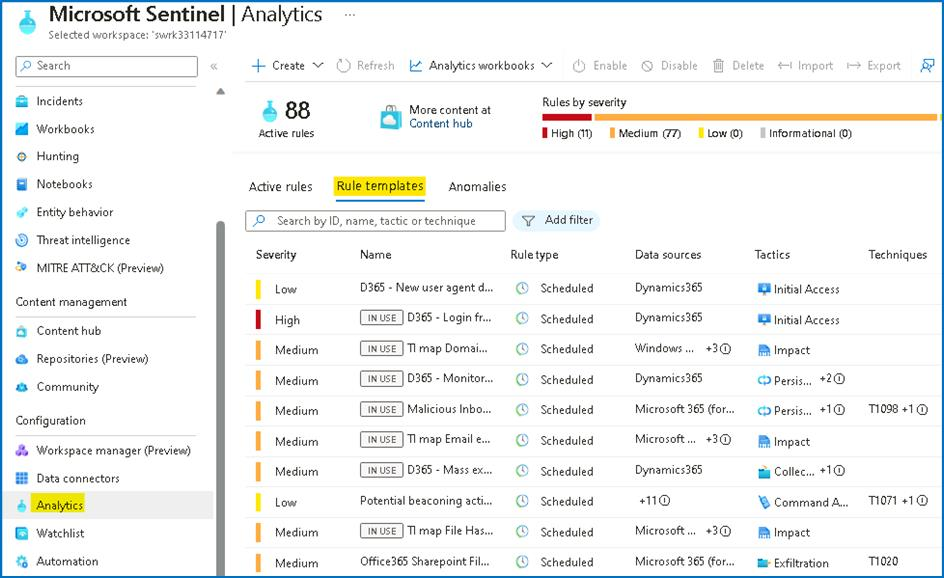 Microsoft Sentinel | Analytics ...
Selected workspace: 'swrk33114717'
Search «
Incidents
Workbooks
Hunting
Notebooks
Entity behavior
Threat intelligence
MITRE ATT&CK (Preview)
Content management
Content hub
Repositories (Preview)
Community
Configuration
Workspace manager (Preview)
Data connectors
Analytics
Watchlist
Automation
+ Create Refresh Analytics workbooks Enable Disable Delete Import Export
88
Active rules
More content at
Content hub
Rules by severity
High (11) Medium (77) Low (0) Informational (0)
Active rules Rule templates Anomalies
Search by ID, name, tactic or technique Add filter
Severity Name Rule type Data sources Tactics Techniques
Low D365 - New user agent d... Scheduled Dynamics365 Initial Access
High IN USE D365 - Login fr... Scheduled Dynamics365 Initial Access
Medium IN USE TI map Domai... Scheduled Windows ... +3 Impact
Medium IN USE D365 - Monitor... Scheduled Dynamics365 Persis... +2
Medium IN USE Malicious Inbo... Scheduled Microsoft 365 (for... Persis... +1 T1098 +1
Medium IN USE TI map Email e... Scheduled Microsoft ... +3 Impact
Medium IN USE D365 - Mass ex... Scheduled Dynamics365 Collec... +1
Low Potential beaconing acti... Scheduled +11 Command A... T1071 +1
Medium IN USE TI map File Has... Scheduled Microsoft ... +3 Impact
Medium Office365 Sharepoint Fil... Scheduled Microsoft 365 (for... Exfiltration T1020